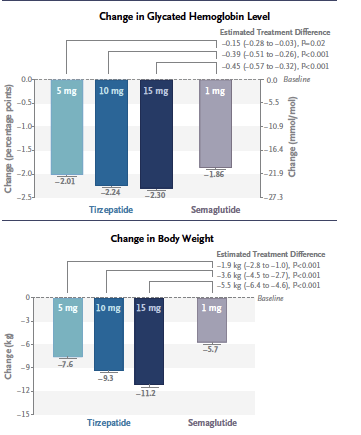 Change in Glycated Hemoglobin Level
Estimated Treatment Difference
−0.15 (−0.28 to −0.03), P=0.02
−0.39 (−0.51 to −0.26), P<0.001
−0.45 (−0.57 to −0.32), P<0.001
0.0 0.0 Baseline
5 mg 10 mg 15 mg 1 mg
−0.5 −5.5
−1.0 −10.9
−1.5 −16.4
−2.0 −21.9
−2.5 −27.3
Change (percentage points)
Change (mmol/mol)
−2.01 −2.24 −2.30 −1.86
Tirzepatide Semaglutide
Change in Body Weight
Estimated Treatment Difference
−1.9 kg (−2.8 to −1.0), P<0.001
−3.6 kg (−4.5 to −2.7), P<0.001
−5.5 kg (−6.4 to −4.6), P<0.001
0 Baseline
5 mg 10 mg 15 mg 1 mg
−3
−6
−9
−12
−15
Change (kg)
−7.6 −9.3 −11.2 −5.7
Tirzepatide Semaglutide